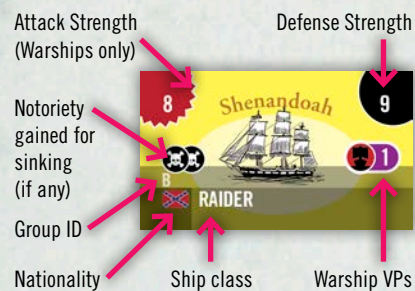 Attack Strength
(Warships only)
Defense Strength
8
Shenandoah
9
Notoriety
gained for
sinking
(if any)
1
B
RAIDER
Group ID
Nationality
Ship class
Warship VPs